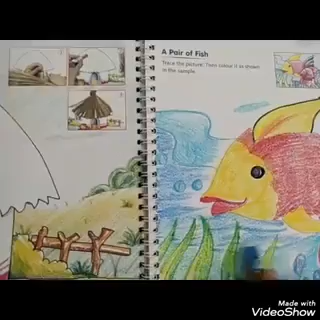 A Pair of Fish
Trace the picture. Then colour it as shown
in the sample.
Made with
VideoShow